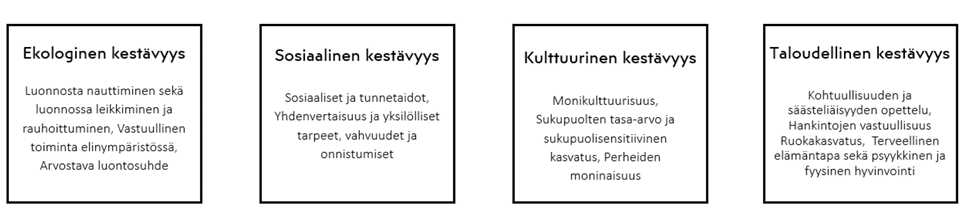 Ekologinen kestävyys
Luonnosta nauttiminen sekä
luonnossa leikkiminen ja
rauhoittuminen, Vastuullinen
toiminta elinympäristössä,
Arvostava luontosuhde
Sosiaalinen kestävyys
Sosiaaliset ja tunnetaidot,
Yhdenvertaisuus ja yksilölliset
tarpeet, vahvuudet ja
onnistumiset
Kulttuurinen kestävyys
Monikulttuurisuus,
Sukupuolten tasa-arvo ja
sukupuolisensitiivinen
kasvatus, Perheiden
moninaisuus
Taloudellinen kestävyys
Kohtuullisuuden ja
säästeliäisyyden opettelu,
Hankintojen vastuullisuus
Ruokakasvatus, Terveellinen
elämäntapa sekä psyykkinen ja
fyysinen hyvinvointi